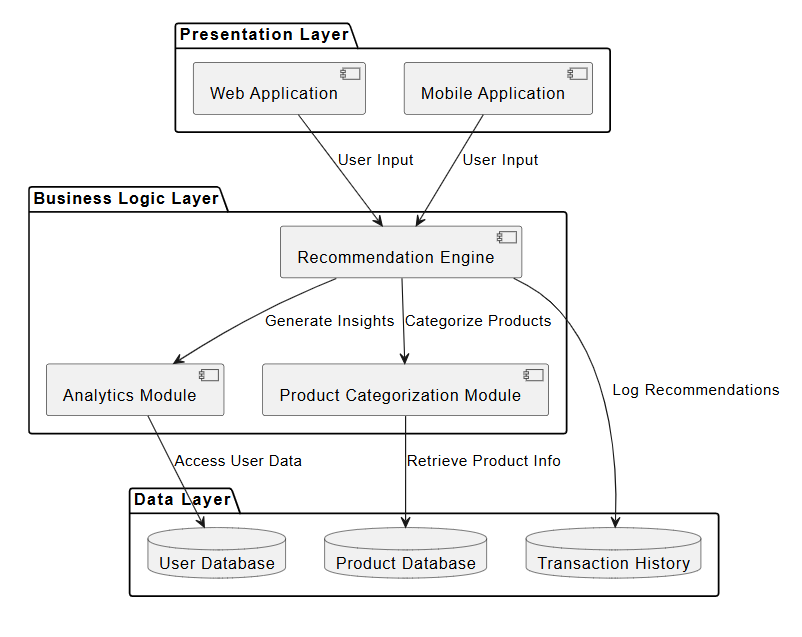 Presentation Layer
Web Application
Mobile Application
User Input
User Input
Business Logic Layer
Recommendation Engine
Generate Insights
Categorize Products
Analytics Module
Product Categorization Module
Log Recommendations
Access User Data
Retrieve Product Info
Data Layer
User Database
Product Database
Transaction History